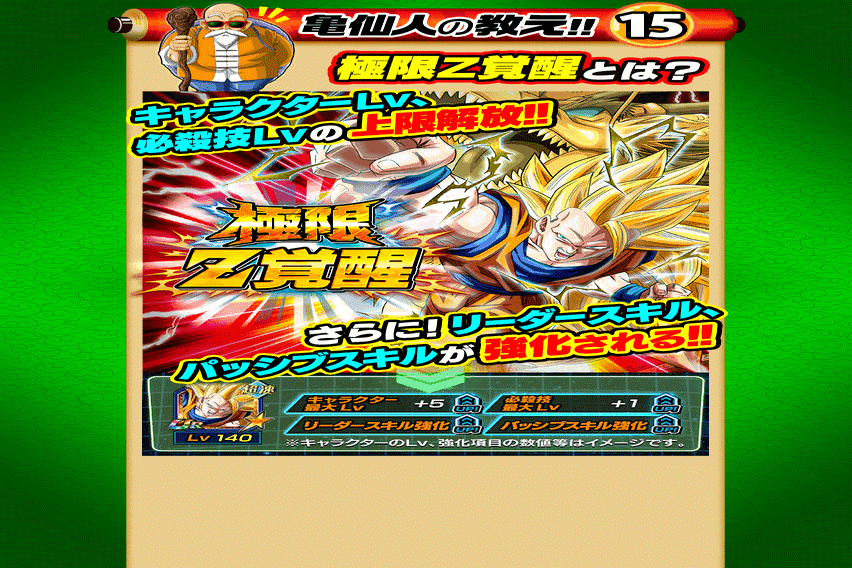 亀仙人の教え!! 15
極限Z覚醒とは?
キャラクターLv、
必殺技Lvの上限解放!!
極限
Z覚醒
さらに!リーダースキル、
パッシブスキルが強化される!!
超速
Lv 140
キャラクター
最大Lv +5 UP!
必殺技
最大Lv +1 UP!
リーダースキル強化 UP!
パッシブスキル強化 UP!
※キャラクターのLv、強化項目の数値等はイメージです。